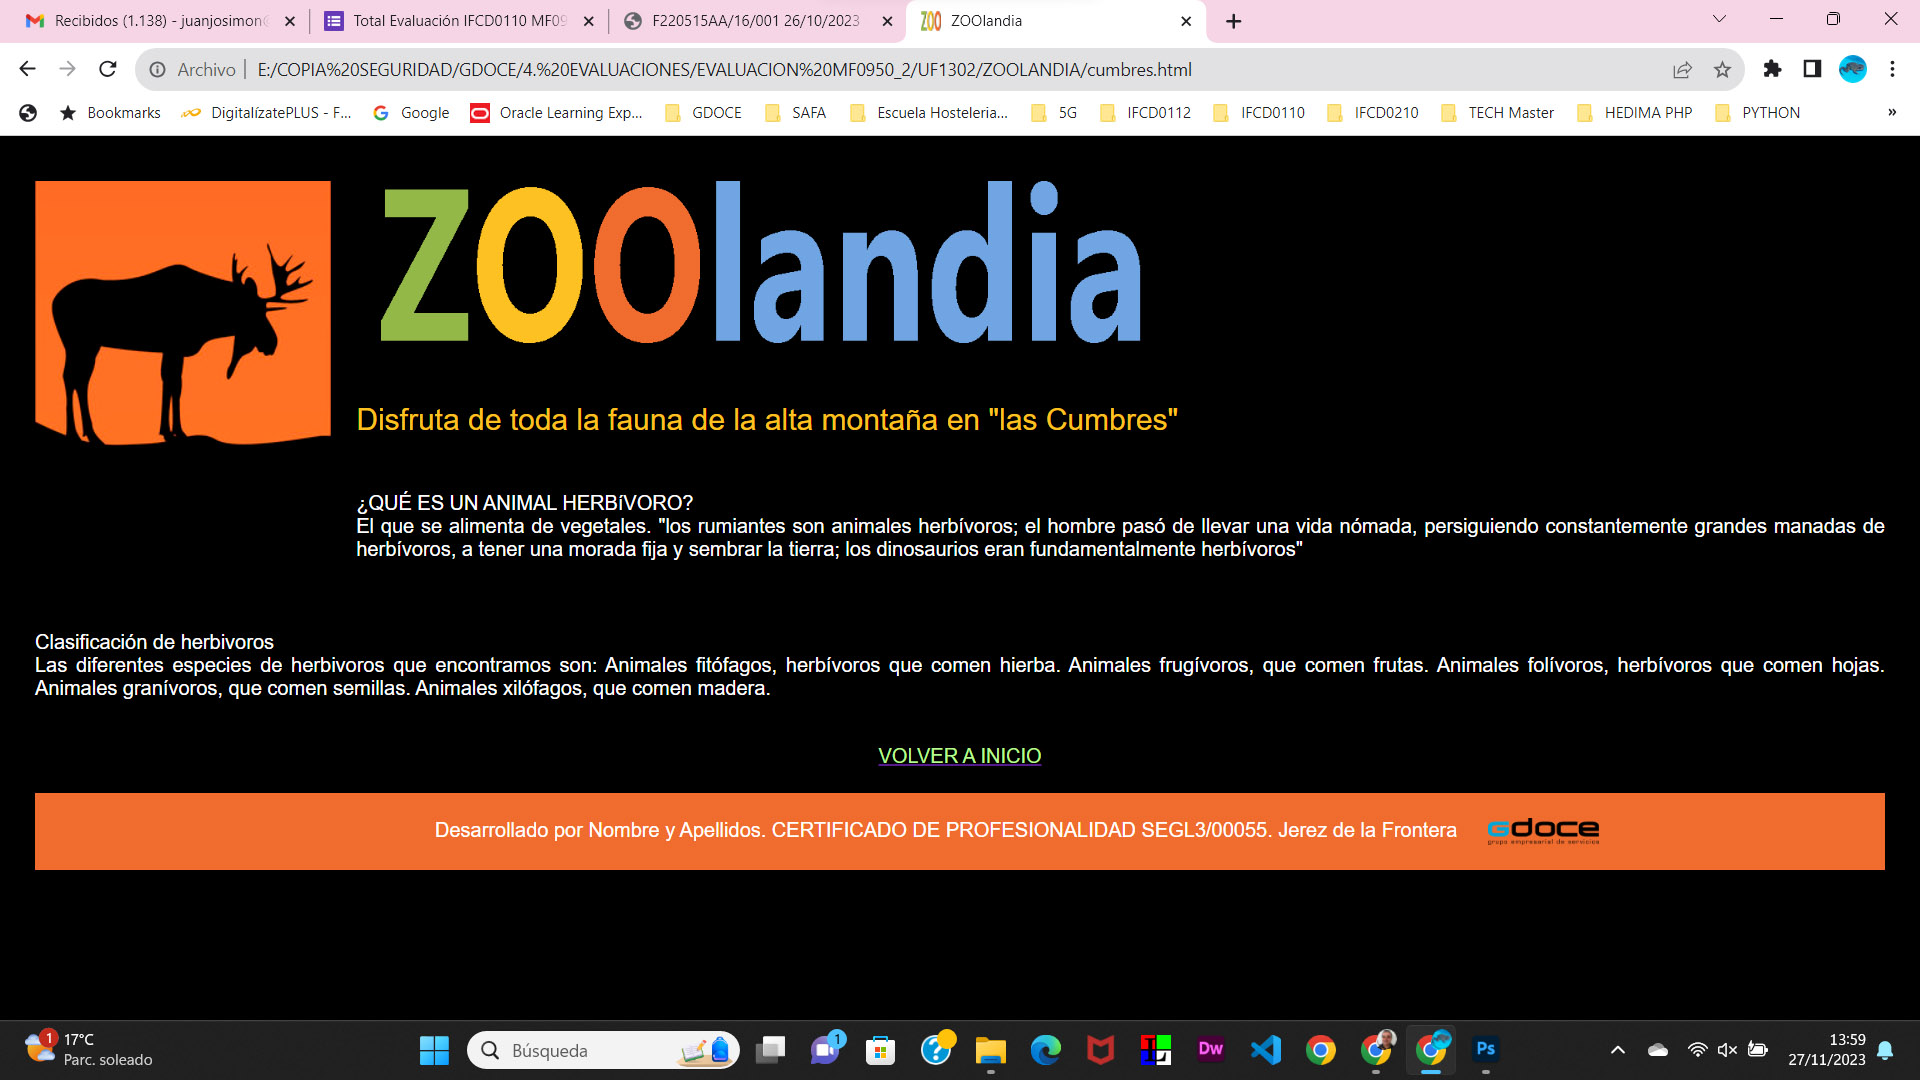 Recibidos (1.138) - juanjosimon@
Total Evaluación IFCD0110 MF09
F220515AA/16/001 26/10/2023
ZOO ZOOlandia
Archivo | E:/COPIA%20SEGURIDAD/GDOCE/4.%20EVALUACIONES/EVALUACION%20MF0950_2/UF1302/ZOOLANDIA/cumbres.html
Bookmarks DigitalízatePLUS - F... Google Oracle Learning Exp... GDOCE SAFA Escuela Hosteleria... 5G IFCD0112 IFCD0110 IFCD0210 TECH Master HEDIMA PHP PYTHON »
ZOOlandia
Disfruta de toda la fauna de la alta montaña en "las Cumbres"
¿QUÉ ES UN ANIMAL HERBíVORO?
El que se alimenta de vegetales. "los rumiantes son animales herbívoros; el hombre pasó de llevar una vida nómada, persiguiendo constantemente grandes manadas de
herbívoros, a tener una morada fija y sembrar la tierra; los dinosaurios eran fundamentalmente herbívoros"
Clasificación de herbivoros
Las diferentes especies de herbivoros que encontramos son: Animales fitófagos, herbívoros que comen hierba. Animales frugívoros, que comen frutas. Animales folívoros, herbívoros que comen hojas.
Animales granívoros, que comen semillas. Animales xilófagos, que comen madera.
VOLVER A INICIO
Desarrollado por Nombre y Apellidos. CERTIFICADO DE PROFESIONALIDAD SEGL3/00055. Jerez de la Frontera
Gdoce
grupo empresarial de servicios
1
17°C
Parc. soleado
Búsqueda
1
Dw
Ps
13:59
27/11/2023